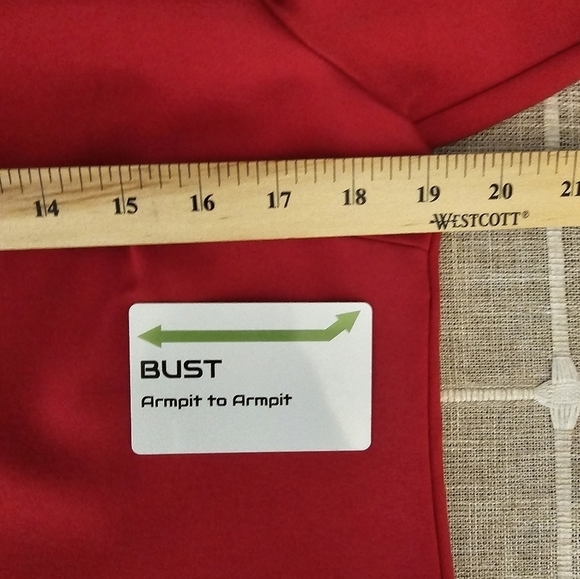 14 15 16 17 18 19 20 21
WESTCOTT®
BUST
Armpit to Armpit